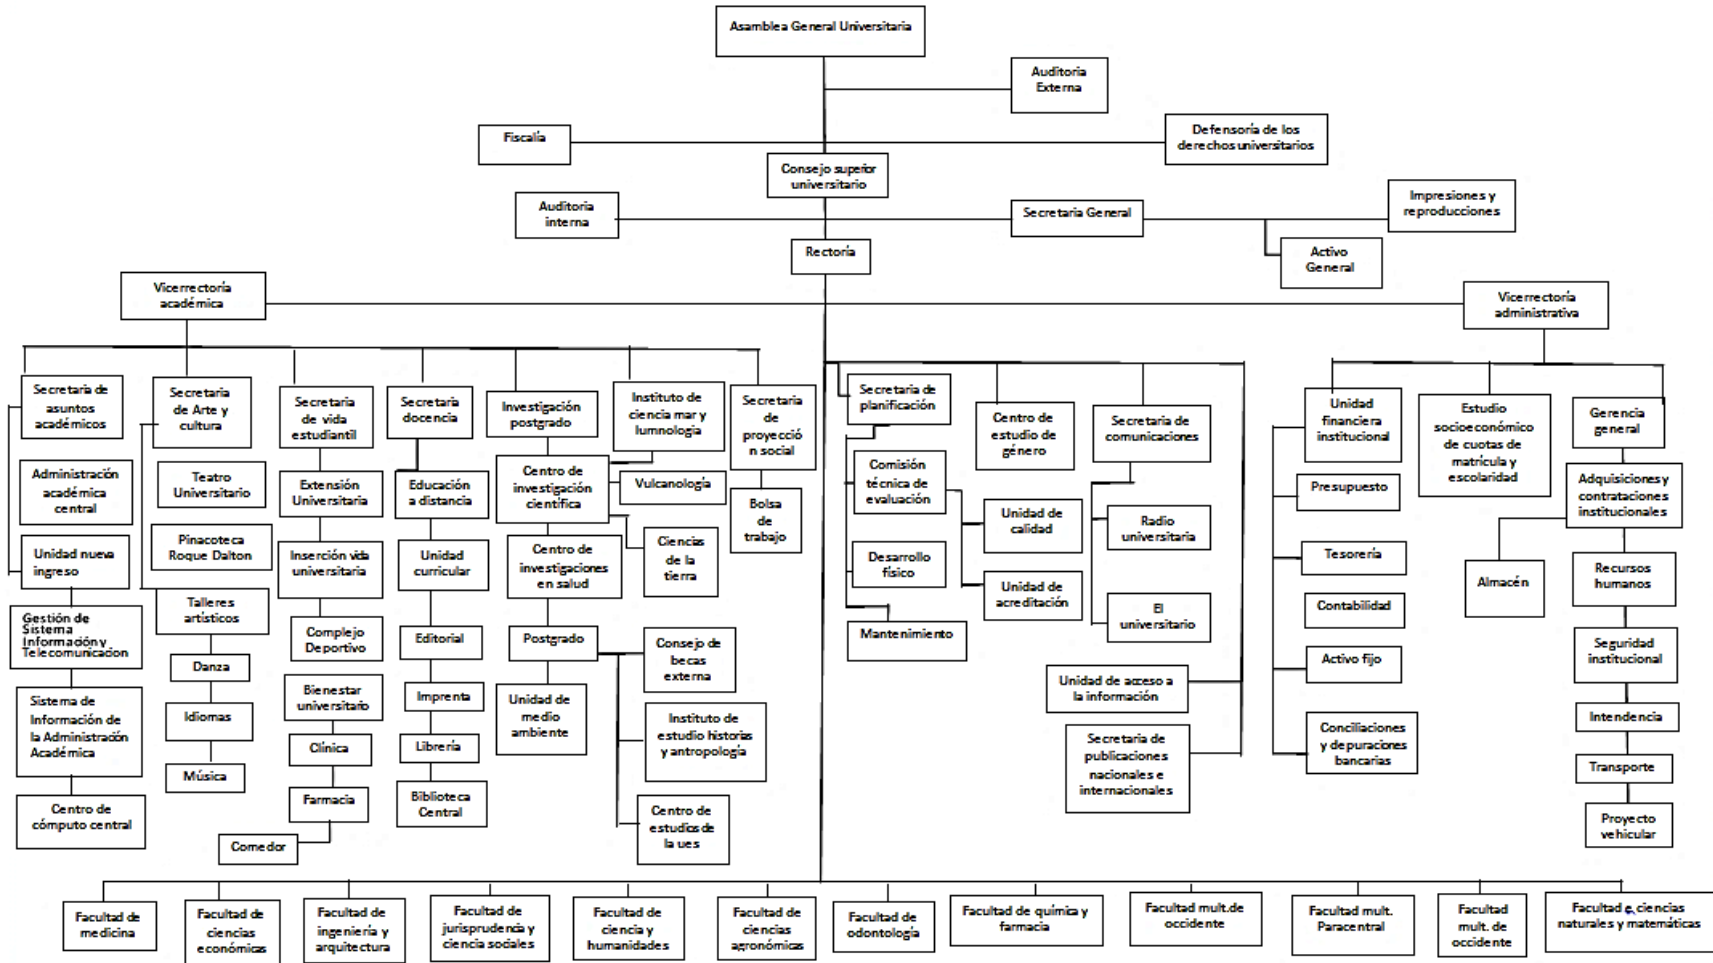 Asamblea General Universitaria
Auditoria
Externa
Fiscalía
Defensoría de los
derechos universitarios
Consejo superior
universitario
Auditoria
interna
Secretaria General
Impresiones y
reproducciones
Activo
General
Rectoría
Vicerrectoría
académica
Vicerrectoría
administrativa
Secretaria de
asuntos
académicos
Administración
académica
central
Unidad nueva
ingreso
Gestión de
Sistema
Información y
Telecomunicacion
Sistema de
Información de
la Administración
Académica
Centro de
cómputo central
Secretaria
de Arte y
cultura
Teatro
Universitario
Pinacoteca
Roque Dalton
Talleres
artísticos
Danza
Idiomas
Música
Secretaria
de vida
estudiantil
Extensión
Universitaria
Inserción vida
universitaria
Complejo
Deportivo
Bienestar
universitario
Clínica
Farmacia
Comedor
Secretaria
docencia
Educación
a distancia
Unidad
curricular
Editorial
Imprenta
Librería
Biblioteca
Central
Investigación
postgrado
Centro de
investigación
científica
Centro de
investigaciones
en salud
Postgrado
Unidad de
medio
ambiente
Instituto de
ciencia mar y
lumnologia
Vulcanología
Ciencias
de la
tierra
Consejo de
becas
externa
Instituto de
estudio historias
y antropología
Centro de
estudios de
la ues
Secretaria
de
proyecció
n social
Bolsa
de
trabajo
Secretaria de
planificación
Comisión
técnica de
evaluación
Desarrollo
físico
Mantenimiento
Centro de
estudio de
género
Unidad de
calidad
Unidad de
acreditación
Secretaria de
comunicaciones
Radio
universitaria
El
universitario
Unidad de acceso a
la información
Secretaria de
publicaciones
nacionales e
internacionales
Unidad
financiera
institucional
Presupuesto
Tesorería
Contabilidad
Activo fijo
Conciliaciones
y depuraciones
bancarias
Estudio
socioeconómico
de cuotas de
matrícula y
escolaridad
Gerencia
general
Adquisiciones y
contrataciones
institucionales
Almacén
Recursos
humanos
Seguridad
institucional
Intendencia
Transporte
Proyecto
vehicular
Facultad de
medicina
Facultad de
ciencias
económicas
Facultad de
ingeniería y
arquitectura
Facultad de
jurisprudencia y
ciencia sociales
Facultad de
ciencia y
humanidades
Facultad de
ciencias
agronómicas
Facultad de
odontología
Facultad de química y
farmacia
Facultad mult.de
occidente
Facultad mult.
Paracentral
Facultad
mult. de
occidente
Facultad e, ciencias
naturales y matemáticas